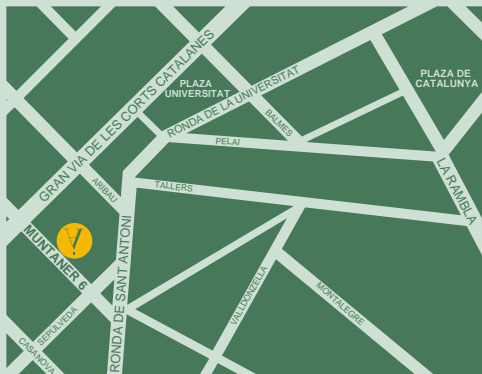 GRAN VIA DE LES CORTS CATALANES
PLAZA
UNIVERSITAT
RONDA DE LA UNIVERSITAT
PLAZA DE
CATALUNYA
BALMES
PELAI
LA RAMBLA
ARIBAU
TALLERS
MUNTANER 6
V
RONDA DE SANT ANTONI
VALLDONZELLA
MONTALEGRE
SEPÚLVEDA
CASANOVA